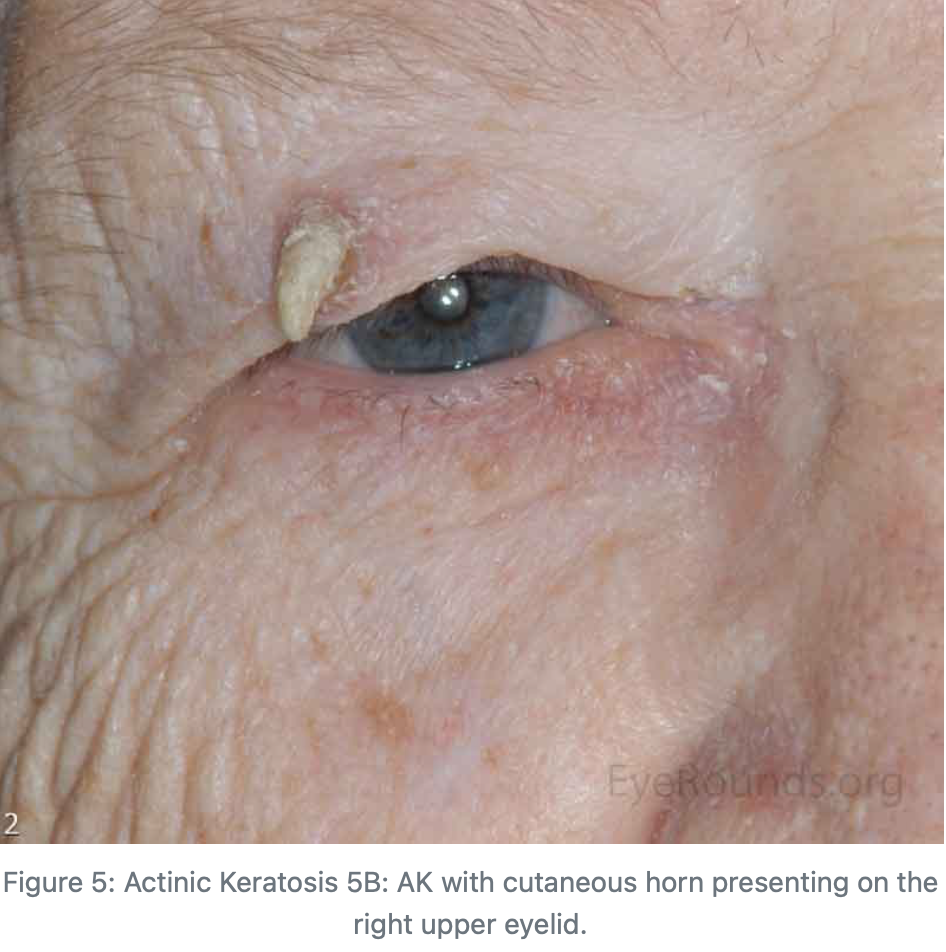 EyeRounds.org
2
Figure 5: Actinic Keratosis 5B: AK with cutaneous horn presenting on the
right upper eyelid.